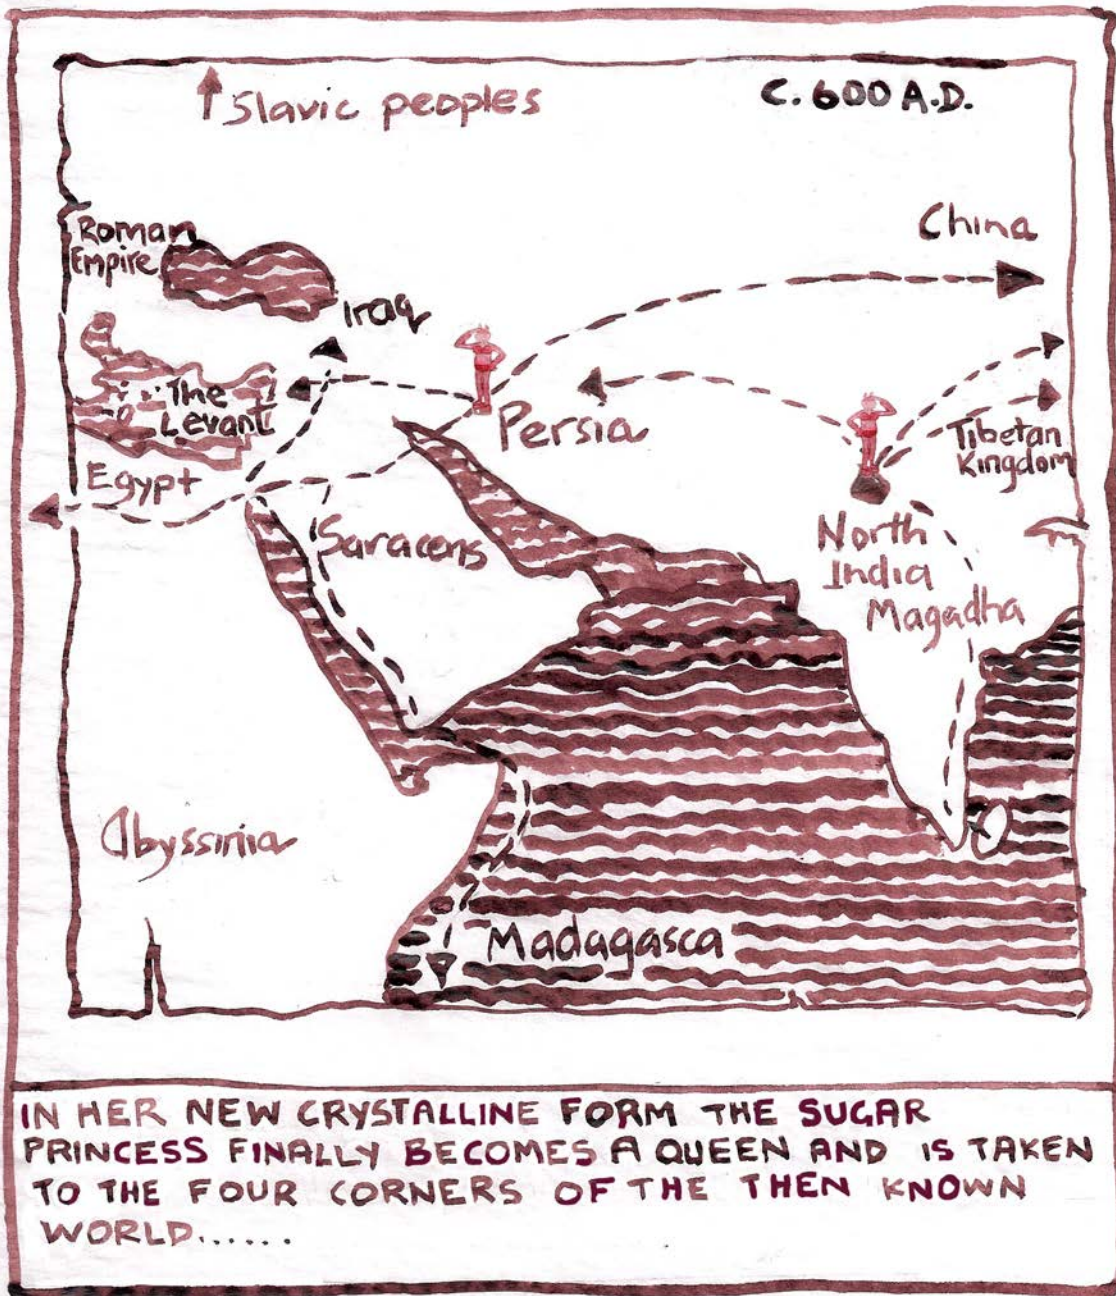 Slavic peoples
C. 600 A.D.
Roman
Empire
China
Iraq
The
Levant
Persia
Tibetan
Kingdom
Egypt
Saracens
North
India
Magadha
Abyssinia
Madagasca
IN HER NEW CRYSTALLINE FORM THE SUGAR
PRINCESS FINALLY BECOMES A QUEEN AND IS TAKEN
TO THE FOUR CORNERS OF THE THEN KNOWN
WORLD......